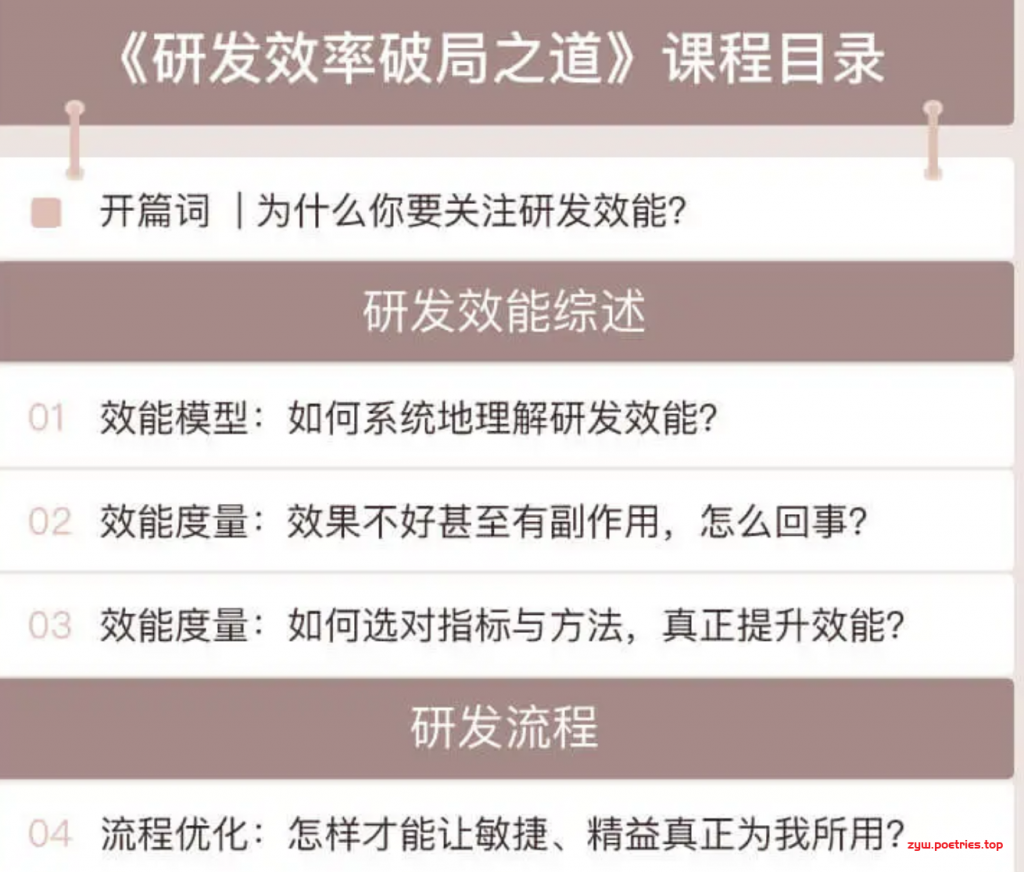 《研发效率破局之道》课程目录
开篇词 ｜为什么你要关注研发效能？
研发效能综述
01 效能模型：如何系统地理解研发效能？
02 效能度量：效果不好甚至有副作用，怎么回事？
03 效能度量：如何选对指标与方法，真正提升效能？
研发流程
04 流程优化：怎样才能让敏捷、精益真正为我所用？
zyw.poetries.top